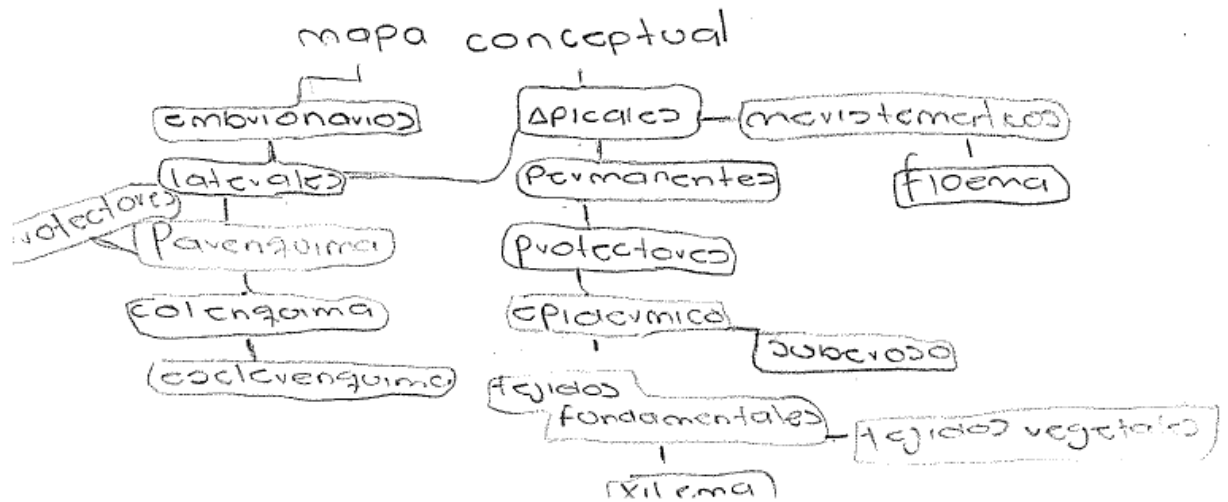 mapa conceptual
embrionarios
Apicales
meristemerticos
laterales
permanentes
floema
rotectores
Parenquima
protectores
colenquima
epidermico
suberoso
esclerenquima
tejidos
fundamentales
tejidos vegetales
xilema